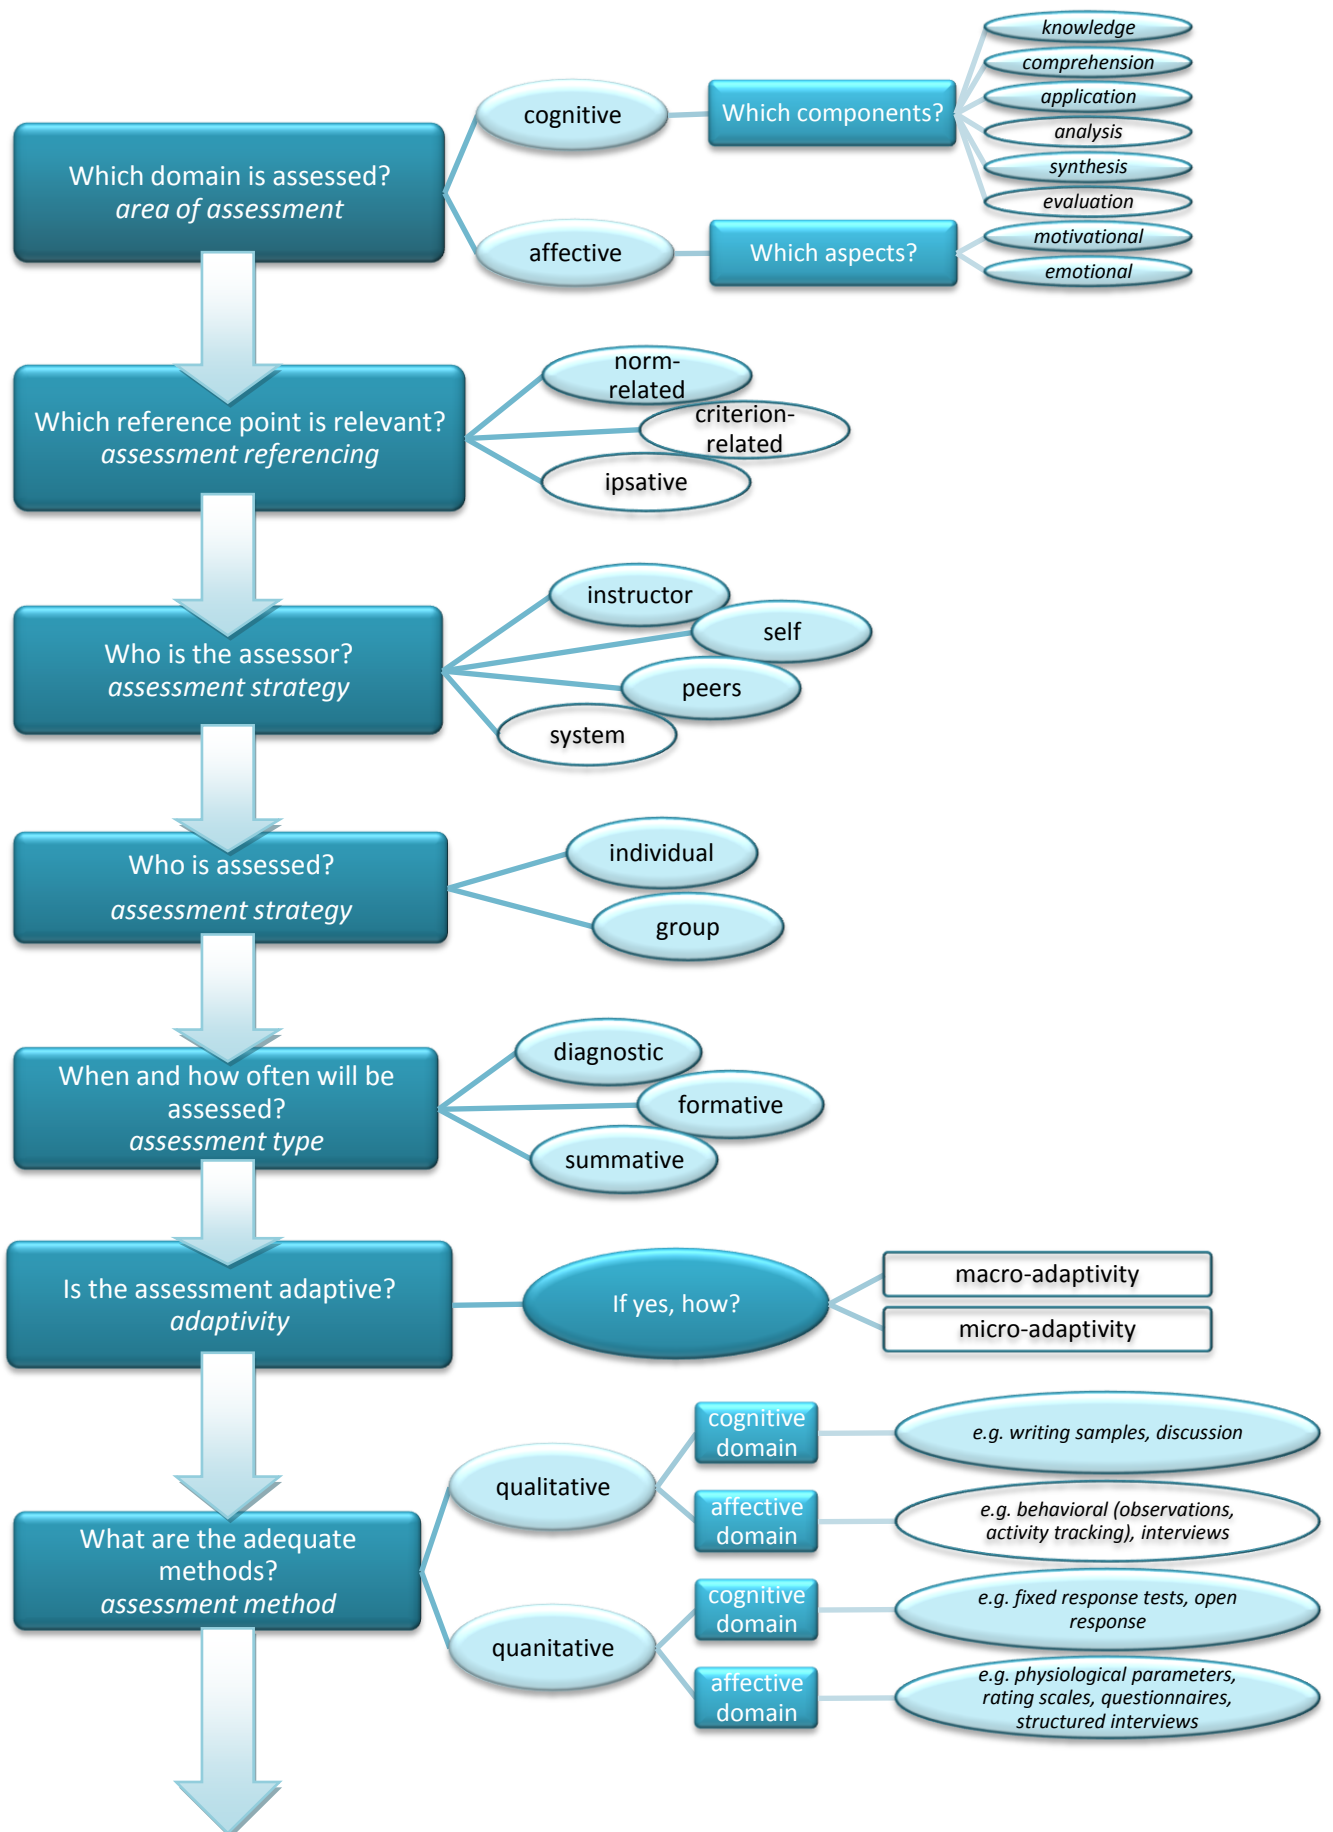 Which domain is assessed?
area of assessment
cognitive
Which components?
knowledge
comprehension
application
analysis
synthesis
evaluation
affective
Which aspects?
motivational
emotional
Which reference point is relevant?
assessment referencing
norm-
related
criterion-
related
ipsative
Who is the assessor?
assessment strategy
instructor
self
peers
system
Who is assessed?
assessment strategy
individual
group
When and how often will be
assessed?
assessment type
diagnostic
formative
summative
Is the assessment adaptive?
adaptivity
If yes, how?
macro-adaptivity
micro-adaptivity
What are the adequate
methods?
assessment method
qualitative
cognitive
domain
e.g. writing samples, discussion
affective
domain
e.g. behavioral (observations,
activity tracking), interviews
quanitative
cognitive
domain
e.g. fixed response tests, open
response
affective
domain
e.g. physiological parameters,
rating scales, questionnaires,
structured interviews